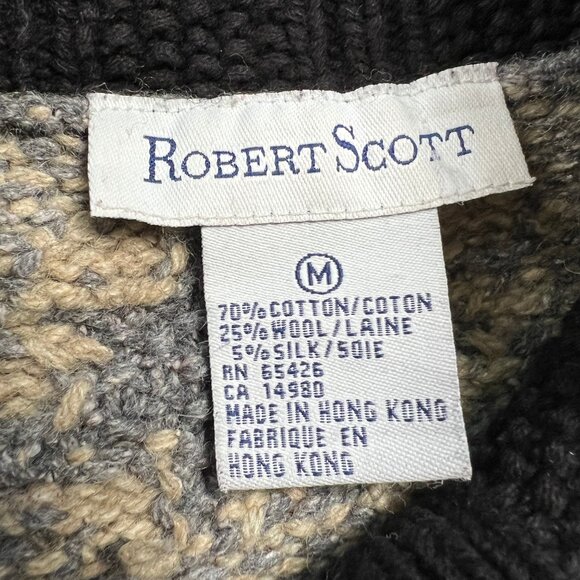 ROBERT SCOTT
M
70% COTTON/COTON
25% WOOL/LAINE
5% SILK/SOIE
RN 65426
CA 14980
MADE IN HONG KONG
FABRIQUE EN
HONG KONG